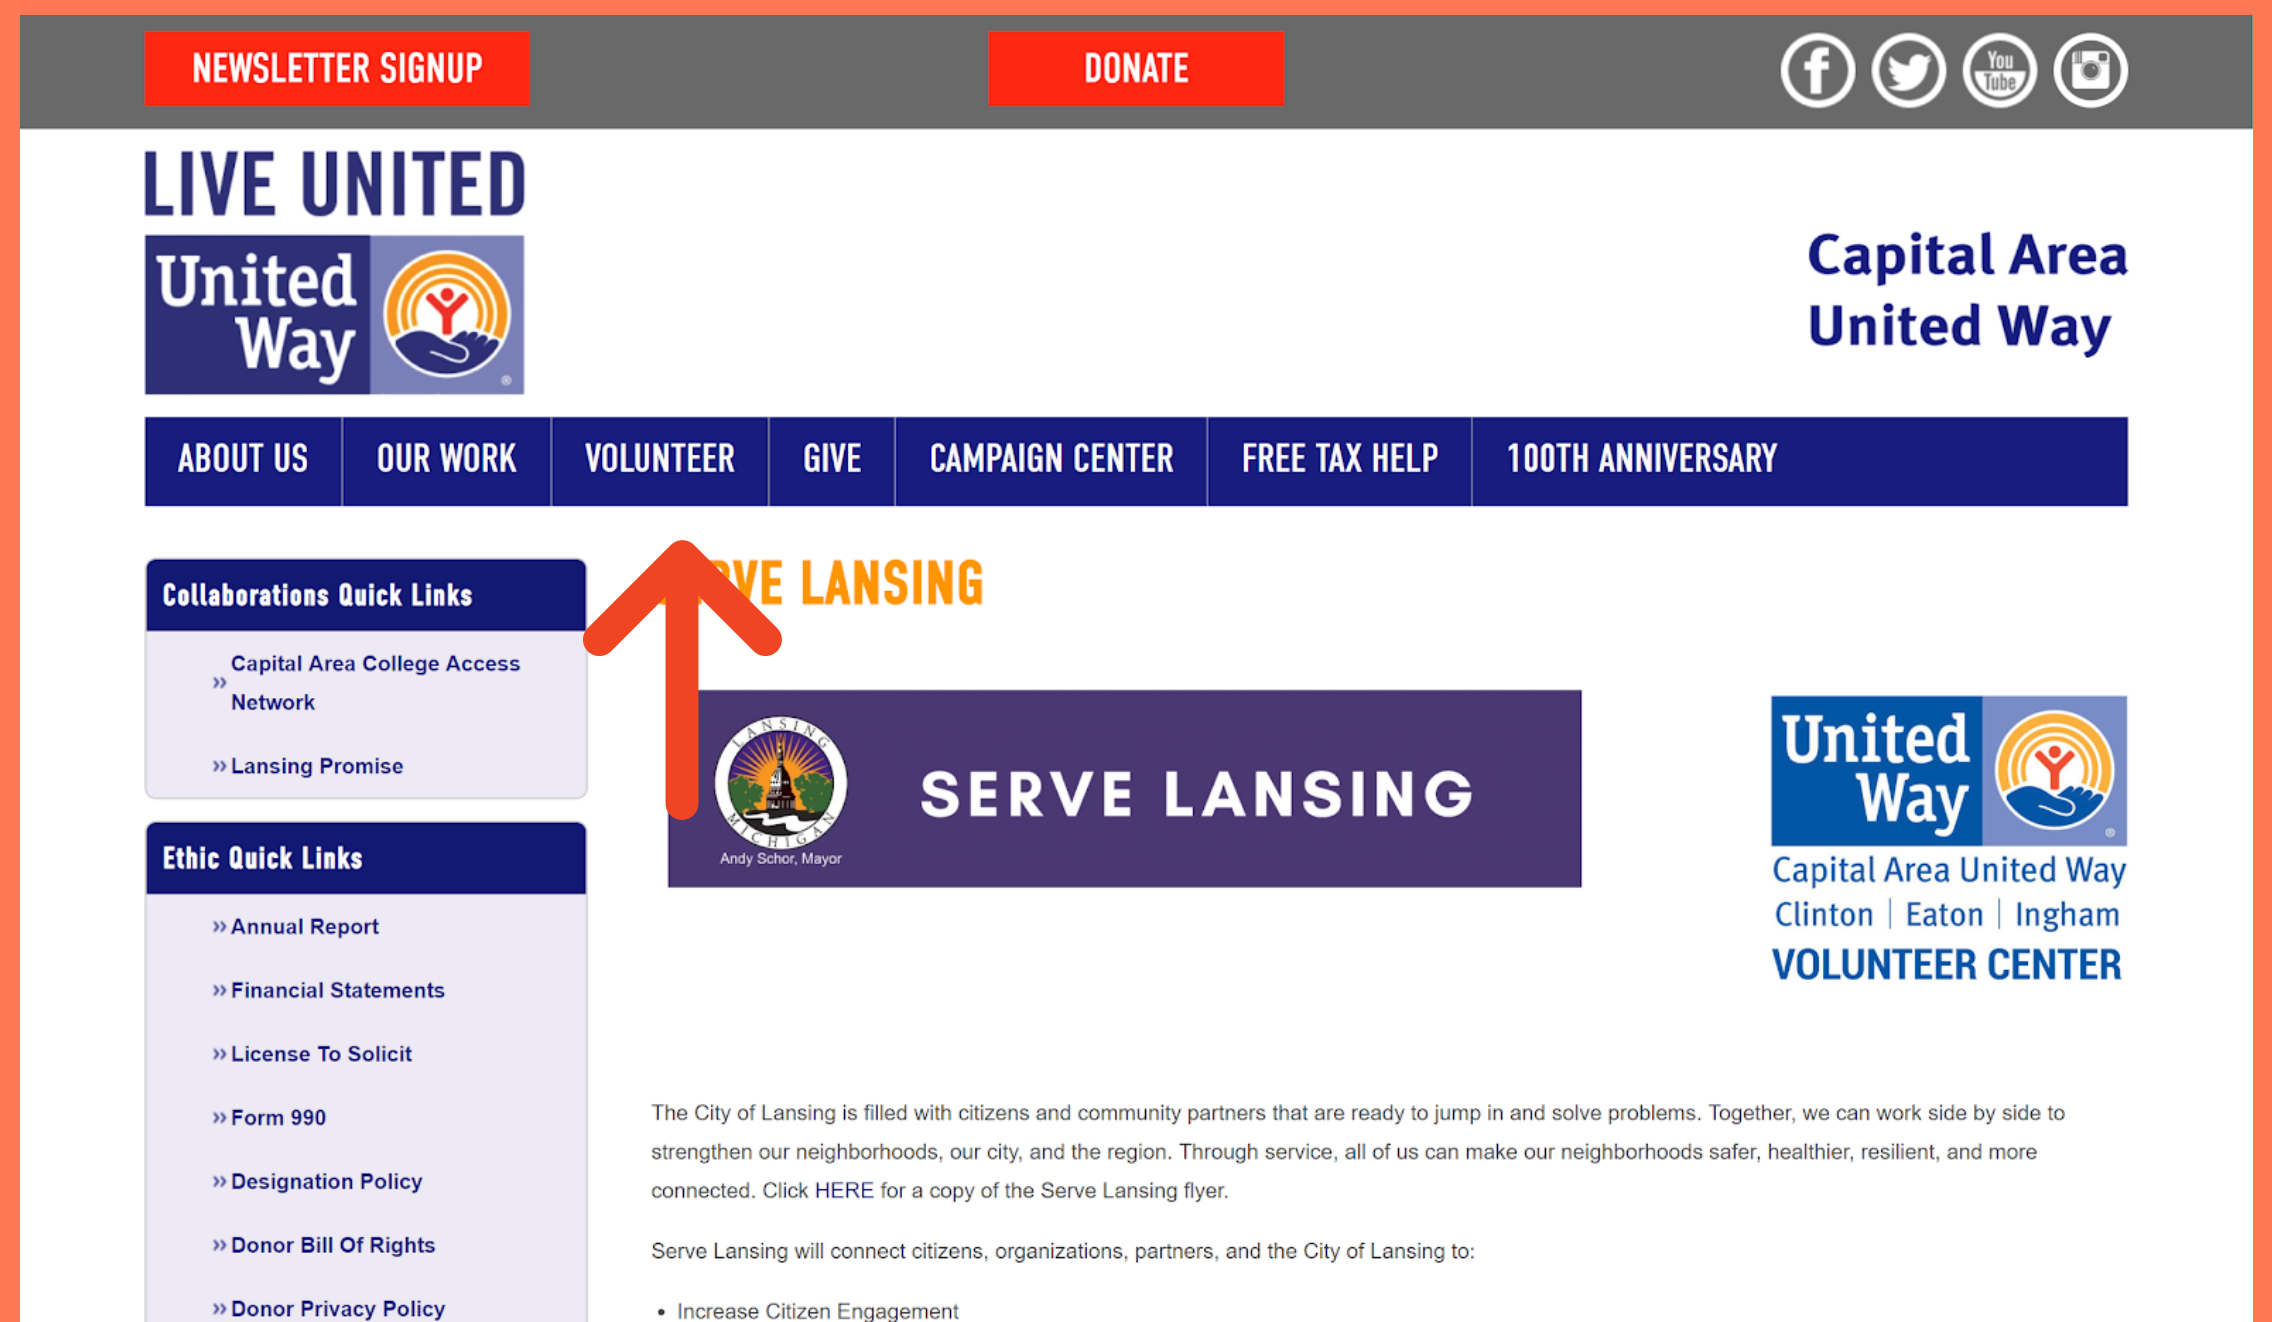 NEWSLETTER SIGNUP
DONATE
You
Tube
LIVE UNITED
United
Way
®
Capital Area
United Way
ABOUT US
OUR WORK
VOLUNTEER
GIVE
CAMPAIGN CENTER
FREE TAX HELP
100TH ANNIVERSARY
Collaborations Quick Links
» Capital Area College Access
Network
» Lansing Promise
Ethic Quick Links
» Annual Report
» Financial Statements
» License To Solicit
» Form 990
» Designation Policy
» Donor Bill Of Rights
» Donor Privacy Policy
LANSING
LANSING
MICHIGAN
Andy Schor, Mayor
SERVE LANSING
United
Way
®
Capital Area United Way
Clinton | Eaton | Ingham
VOLUNTEER CENTER
The City of Lansing is filled with citizens and community partners that are ready to jump in and solve problems. Together, we can work side by side to
strengthen our neighborhoods, our city, and the region. Through service, all of us can make our neighborhoods safer, healthier, resilient, and more
connected. Click HERE for a copy of the Serve Lansing flyer.
Serve Lansing will connect citizens, organizations, partners, and the City of Lansing to:
• Increase Citizen Engagement